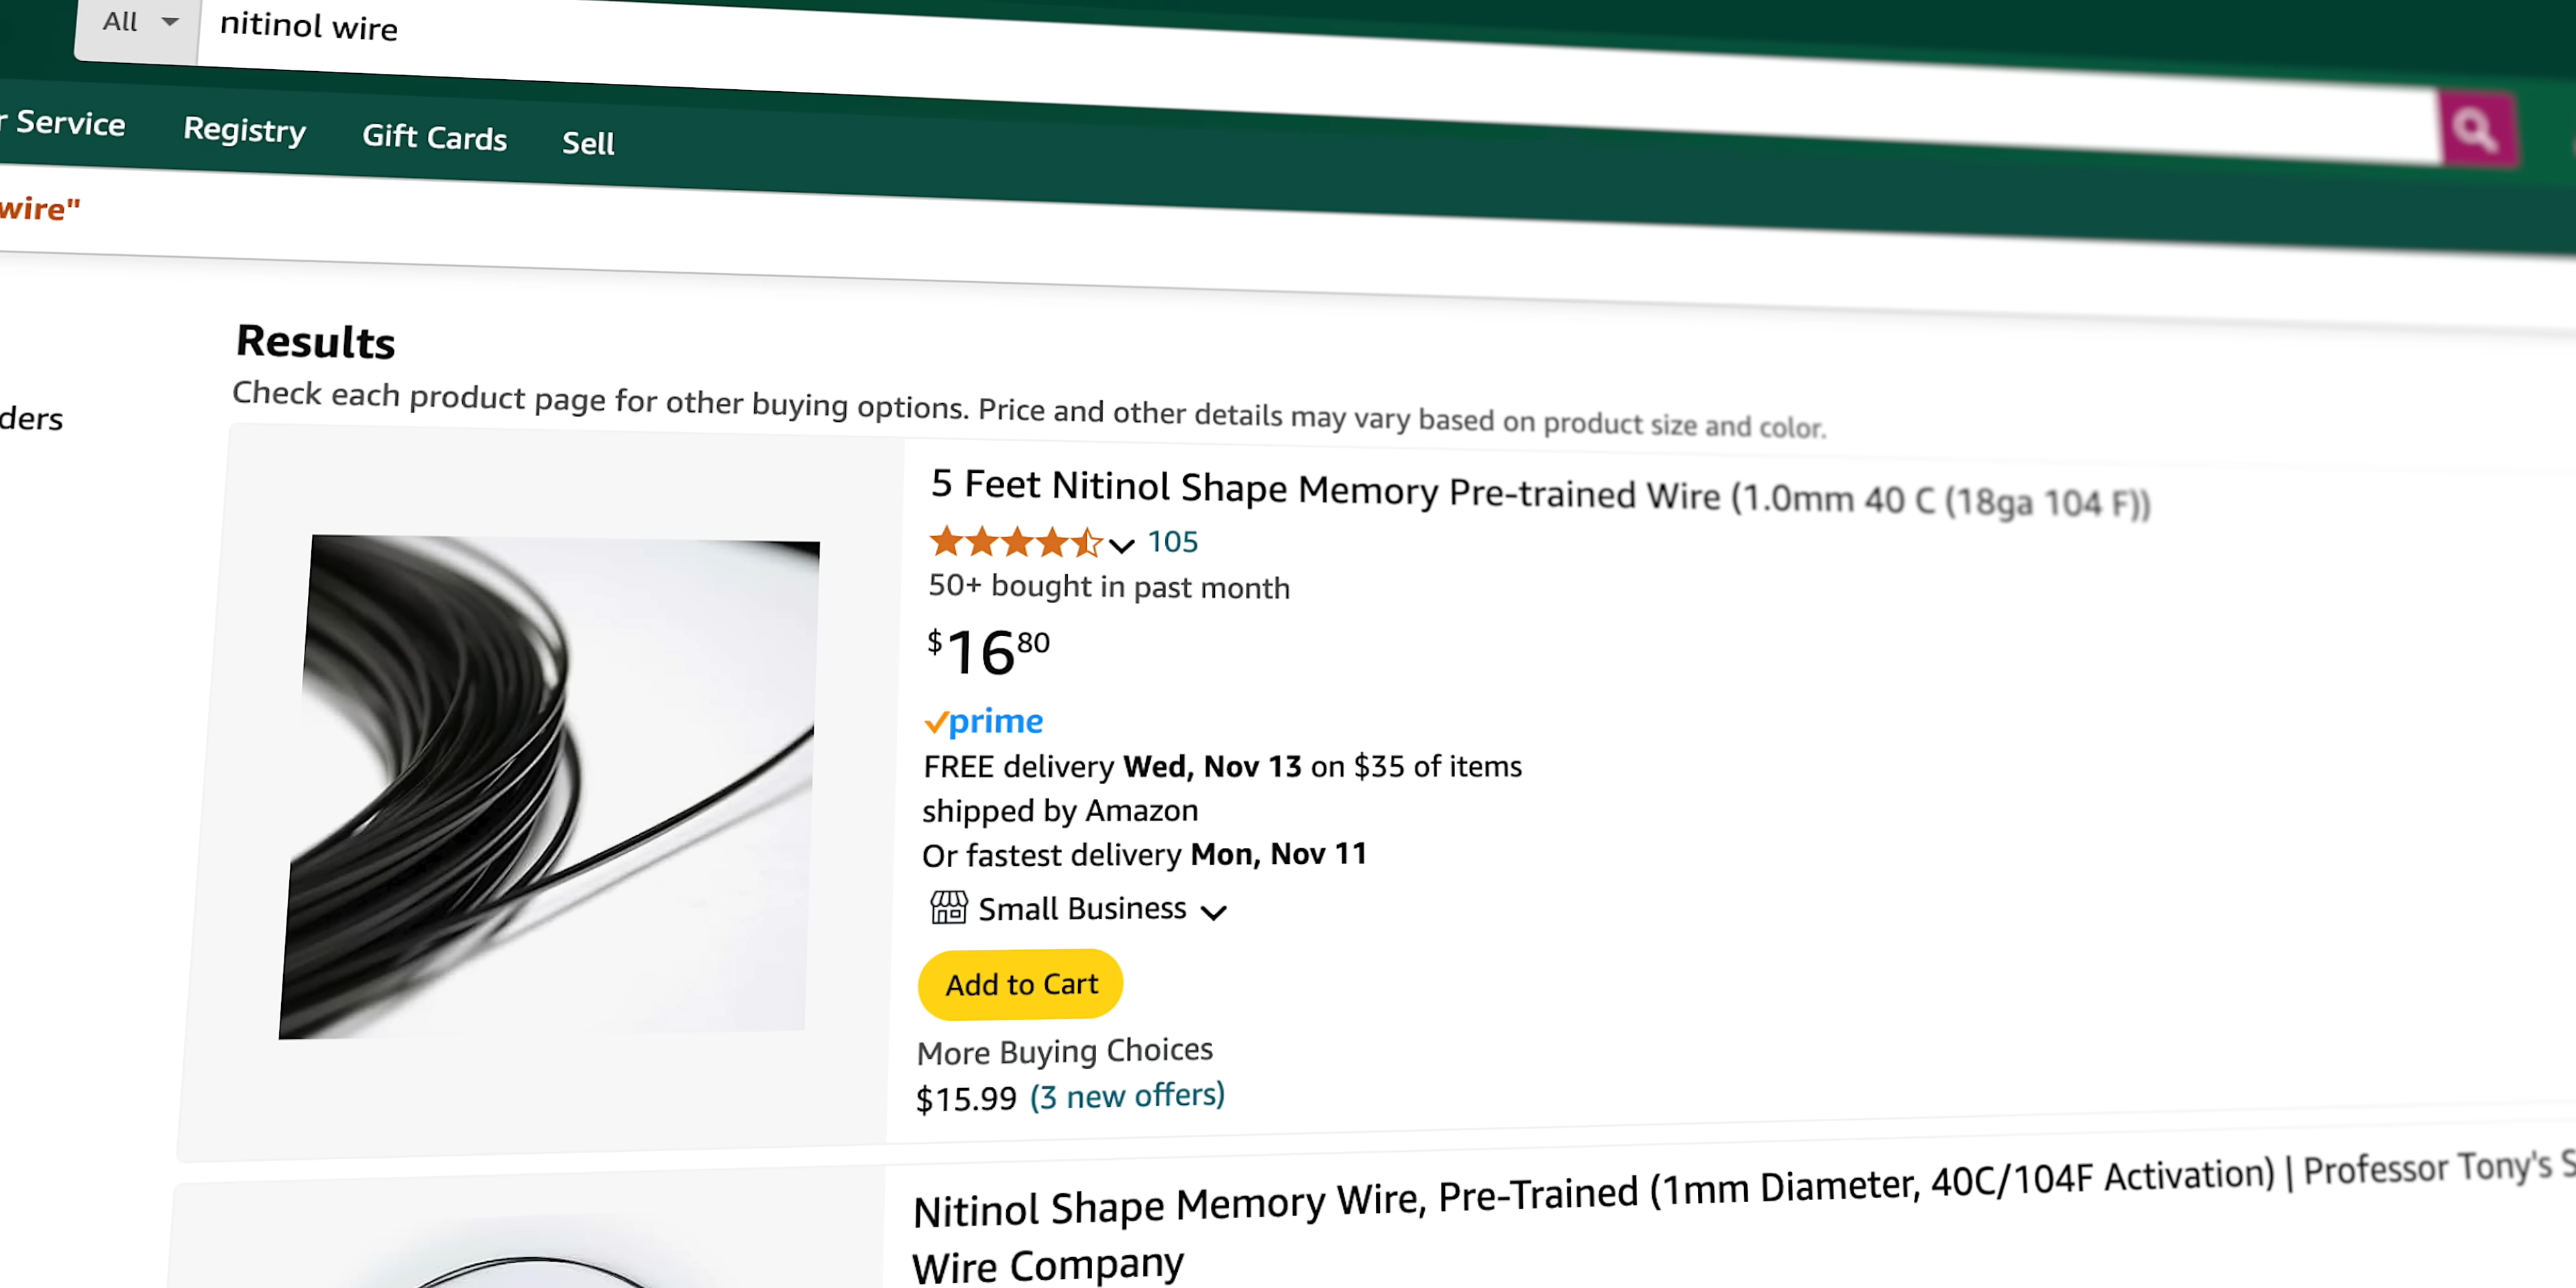 All
nitinol wire
r Service Registry Gift Cards Sell
wire"
Results
Check each product page for other buying options. Price and other details may vary based on product size and color.
ders
5 Feet Nitinol Shape Memory Pre-trained Wire (1.0mm 40 C (18ga 104 F))
105
50+ bought in past month
$16 80
prime
FREE delivery Wed, Nov 13 on $35 of items
shipped by Amazon
Or fastest delivery Mon, Nov 11
Small Business
Add to Cart
More Buying Choices
$15.99 (3 new offers)
Nitinol Shape Memory Wire, Pre-Trained (1mm Diameter, 40C/104F Activation) | Professor Tony's S
Wire Company